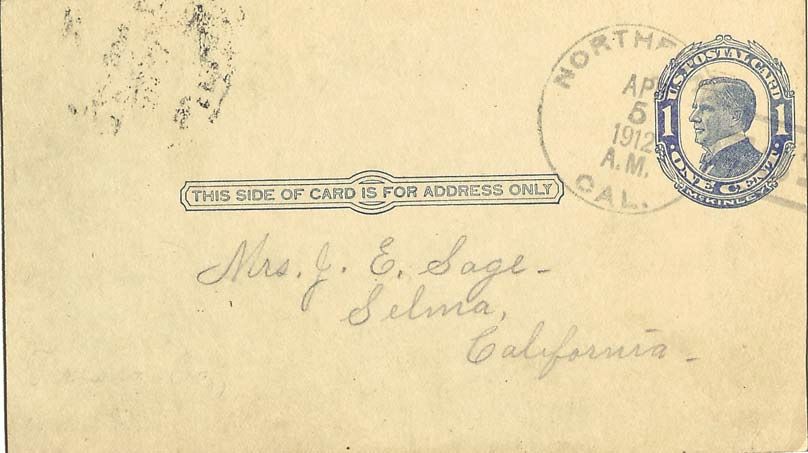 CAL.
AP
5
1912
A.M.
U.S. POSTAL CARD
1 1
ONE CENT
McKINLEY
THIS SIDE OF CARD IS FOR ADDRESS ONLY
Mrs. J. E. Sage -
Selma,
California -